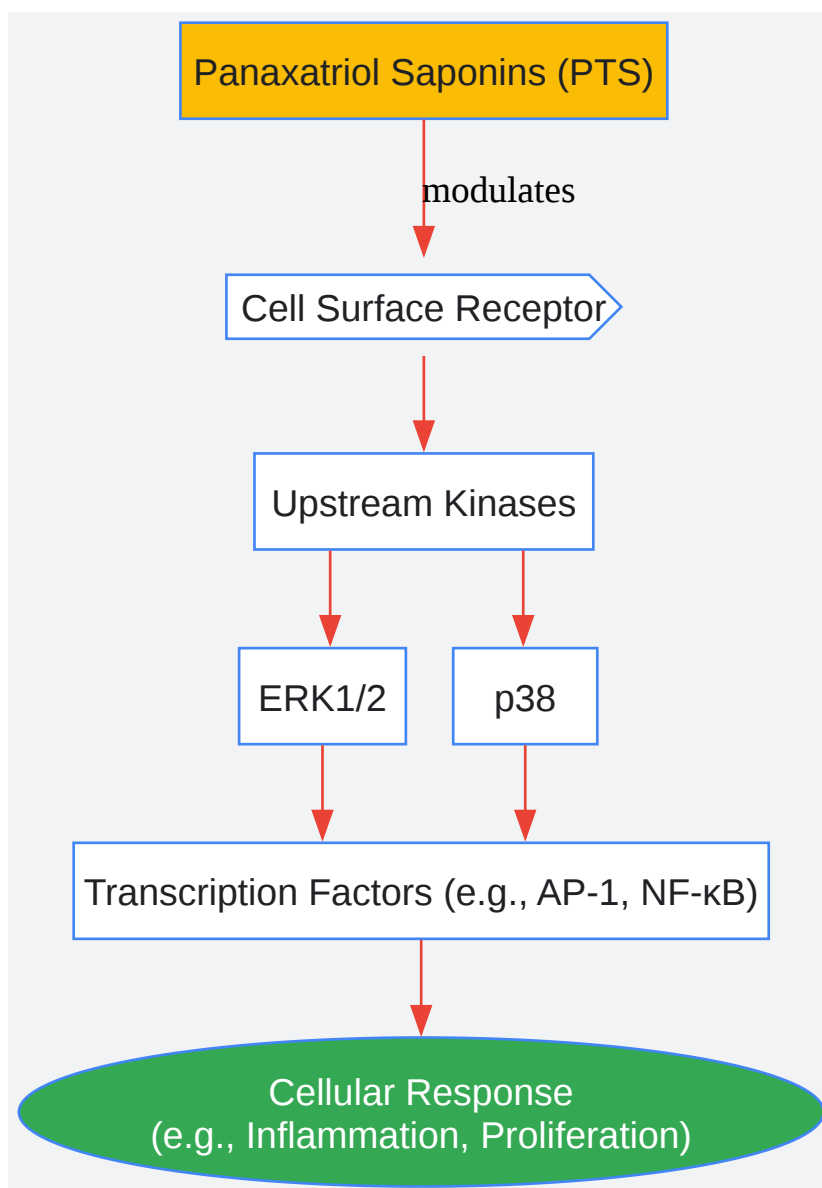 Panaxatriol Saponins (PTS)
modulates
Cell Surface Receptor
Upstream Kinases
ERK1/2
p38
Transcription Factors (e.g., AP-1, NF-κB)
Cellular Response
(e.g., Inflammation, Proliferation)